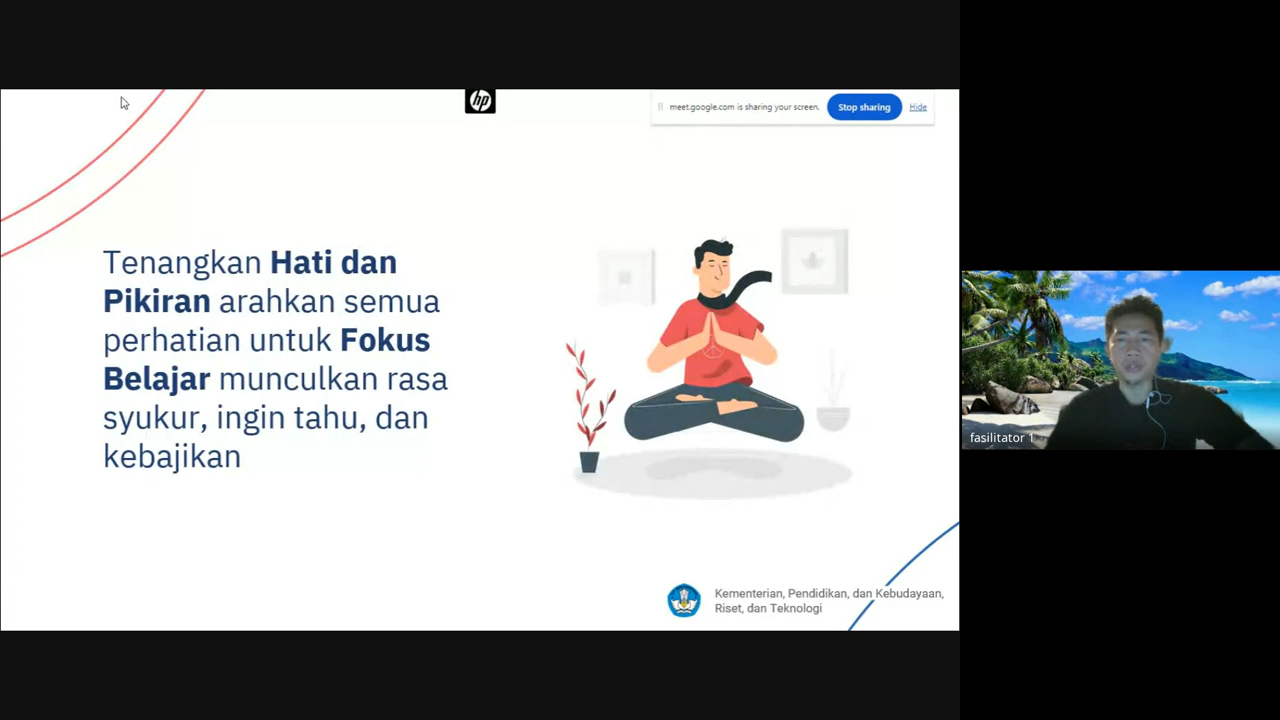 hp
meet.google.com is sharing your screen.
Stop sharing
Hide
Tenangkan Hati dan
Pikiran arahkan semua
perhatian untuk Fokus
Belajar munculkan rasa
syukur, ingin tahu, dan
kebajikan
Kementerian, Pendidikan, dan Kebudayaan,
Riset, dan Teknologi
fasilitator 1